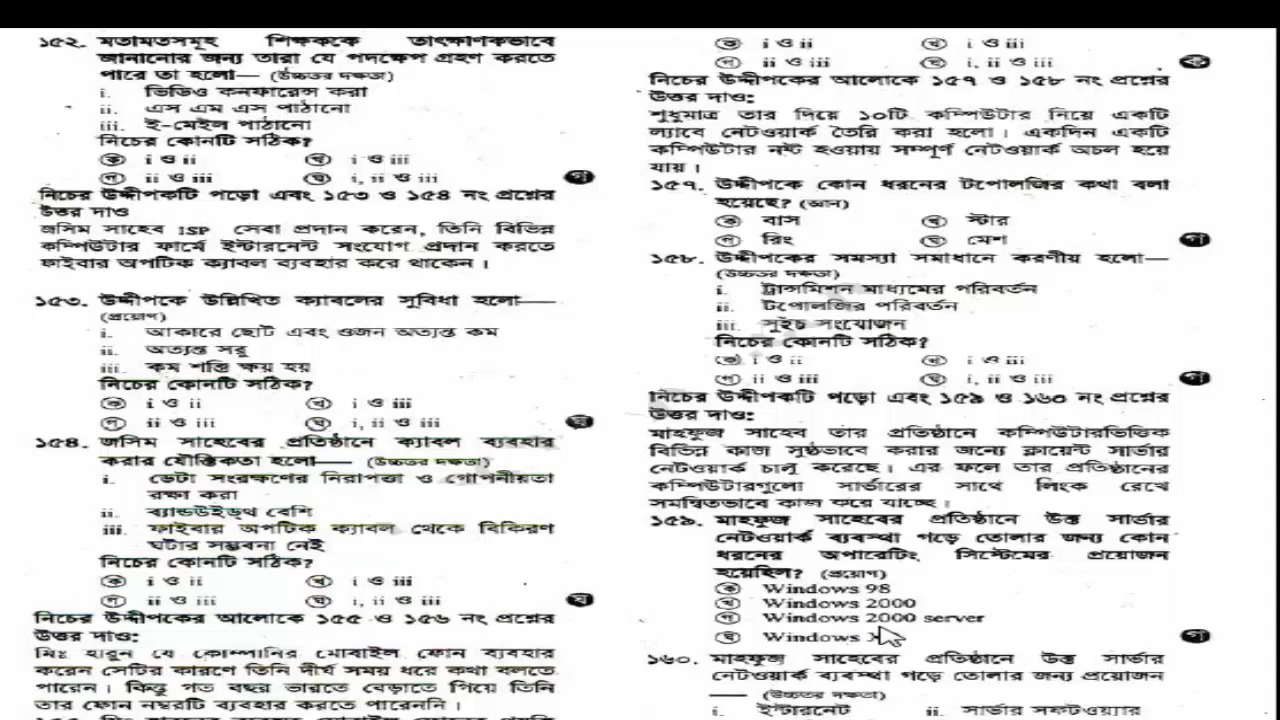 ১৫২. মতামতসমূহ শিক্ষককে তাৎক্ষণিকভাবে
জানানোর জন্য তারা যে পদক্ষেপ গ্রহণ করতে
পারে তা হলো— (উচ্চতর দক্ষতা)
i. ভিডিও কনফারেন্স করা
ii. এস এম এস পাঠানো
iii. ই-মেইল পাঠানো
নিচের কোনটি সঠিক?
ক i ও ii খ i ও iii
গ ii ও iii ঘ i, ii ও iii গ
নিচের উদ্দীপকটি পড়ো এবং ১৫৩ ও ১৫৪ নং প্রশ্নের
উত্তর দাও
জসিম সাহেব ISP সেবা প্রদান করেন, তিনি বিভিন্ন
কম্পিউটার ফার্মে ইন্টারনেন্ট সংযোগ প্রদান করতে
ফাইবার অপটিক ক্যাবল ব্যবহার করে থাকেন।
১৫৩. উদ্দীপকে উল্লিখিত ক্যাবলের সুবিধা হলো—
(প্রয়োগ)
i. আকারে ছোট এবং ওজন অত্যন্ত কম
ii. অত্যন্ত সরু
iii. কম শক্তি ক্ষয় হয়
নিচের কোনটি সঠিক?
ক i ও ii খ i ও iii
গ ii ও iii ঘ i, ii ও iii ঘ
১৫৪. জসিম সাহেবের প্রতিষ্ঠানে ক্যাবল ব্যবহার
করার যৌক্তিকতা হলো— (উচ্চতর দক্ষতা)
i. ডেটা সংরক্ষণের নিরাপত্তা ও গোপনীয়তা
রক্ষা করা
ii. ব্যান্ডউইড্থ বেশি
iii. ফাইবার অপটিক ক্যাবল থেকে বিকিরণ
ঘটার সম্ভবনা নেই
নিচের কোনটি সঠিক?
ক i ও ii খ i ও iii
গ ii ও iii ঘ i, ii ও iii ঘ
নিচের উদ্দীপকের আলোকে ১৫৫ ও ১৫৬ নং প্রশ্নের
উত্তর দাও:
মিঃ হারুন যে কোম্পানির মোবাইল ফোন ব্যবহার
করেন সেটির কারণে তিনি দীর্ঘ সময় ধরে কথা বলতে
পারেন। কিন্তু গত বছর ভারতে বেড়াতে গিয়ে তিনি
তার ফোন নম্বরটি ব্যবহার করতে পারেননি।
ক i ও ii খ i ও iii
গ ii ও iii ঘ i, ii ও iii ক
নিচের উদ্দীপকের আলোকে ১৫৭ ও ১৫৮ নং প্রশ্নের
উত্তর দাও:
শুধুমাত্র তার দিয়ে ১০টি কম্পিউটার নিয়ে একটি
ল্যাবে নেটওয়ার্ক তৈরি করা হলো। একদিন একটি
কম্পিউটার নষ্ট হওয়ায় সম্পূর্ণ নেটওয়ার্ক অচল হয়ে
যায়।
১৫৭. উদ্দীপকে কোন ধরনের টপোলজির কথা বলা
হয়েছে? (জ্ঞান)
ক বাস খ স্টার
গ রিং ঘ মেশ গ
১৫৮. উদ্দীপকের সমস্যা সমাধানে করণীয় হলো—
(উচ্চতর দক্ষতা)
i. ট্রান্সমিশন মাধ্যমের পরিবর্তন
ii. টপোলজির পরিবর্তন
iii. সুইচ সংযোজন
নিচের কোনটি সঠিক?
ক i ও ii খ i ও iii
গ ii ও iii ঘ i, ii ও iii গ
নিচের উদ্দীপকটি পড়ো এবং ১৫৯ ও ১৬০ নং প্রশ্নের
উত্তর দাও:
মাহফুজ সাহেব তার প্রতিষ্ঠানে কম্পিউটারভিত্তিক
বিভিন্ন কাজ সুষ্ঠভাবে করার জন্যে ক্লায়েন্ট সার্ভার
নেটওয়ার্ক চালু করেছে। এর ফলে তার প্রতিষ্ঠানের
কম্পিউটারগুলো সার্ভারের সাথে লিংক রেখে
সমন্বিতভাবে কাজ করে যাচ্ছে।
১৫৯. মাহফুজ সাহেবের প্রতিষ্ঠানে উক্ত সার্ভার
নেটওয়ার্ক ব্যবস্থা গড়ে তোলার জন্য কোন
ধরনের অপারেটিং সিস্টেমের প্রয়োজন
হয়েছিল? (প্রয়োগ)
ক Windows 98
খ Windows 2000
গ Windows 2000 server
ঘ Windows গ
১৬০. মাহফুজ সাহেবের প্রতিষ্ঠানে উক্ত সার্ভার
নেটওয়ার্ক ব্যবস্থা গড়ে তোলার জন্য প্রয়োজন
— (উচ্চতর দক্ষতা)
i. ইন্টারনেট ii. সার্ভার সফটওয়্যার